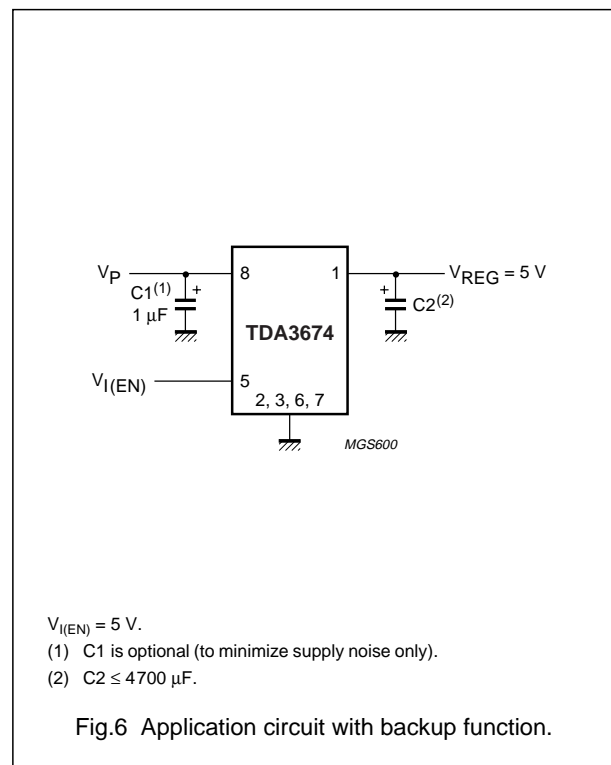 V_P
8
1
V_REG = 5 V
C1(1)
+
1 µF
+
C2(2)
TDA3674
V_I(EN)
5
2, 3, 6, 7
MGS600
V_I(EN) = 5 V.
(1) C1 is optional (to minimize supply noise only).
(2) C2 ≤ 4700 µF.
Fig.6 Application circuit with backup function.